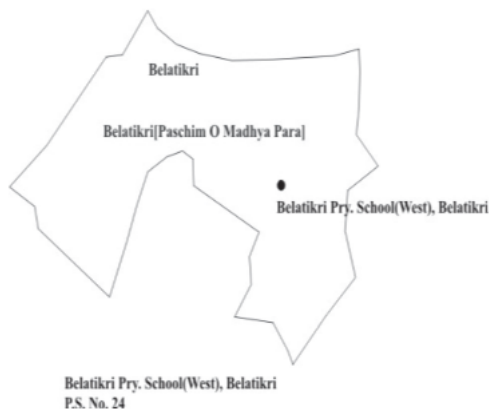 Belatikri
Belatikri[Paschim O Madhya Para]
Belatikri Pry. School(West), Belatikri
Belatikri Pry. School(West), Belatikri
P.S. No. 24